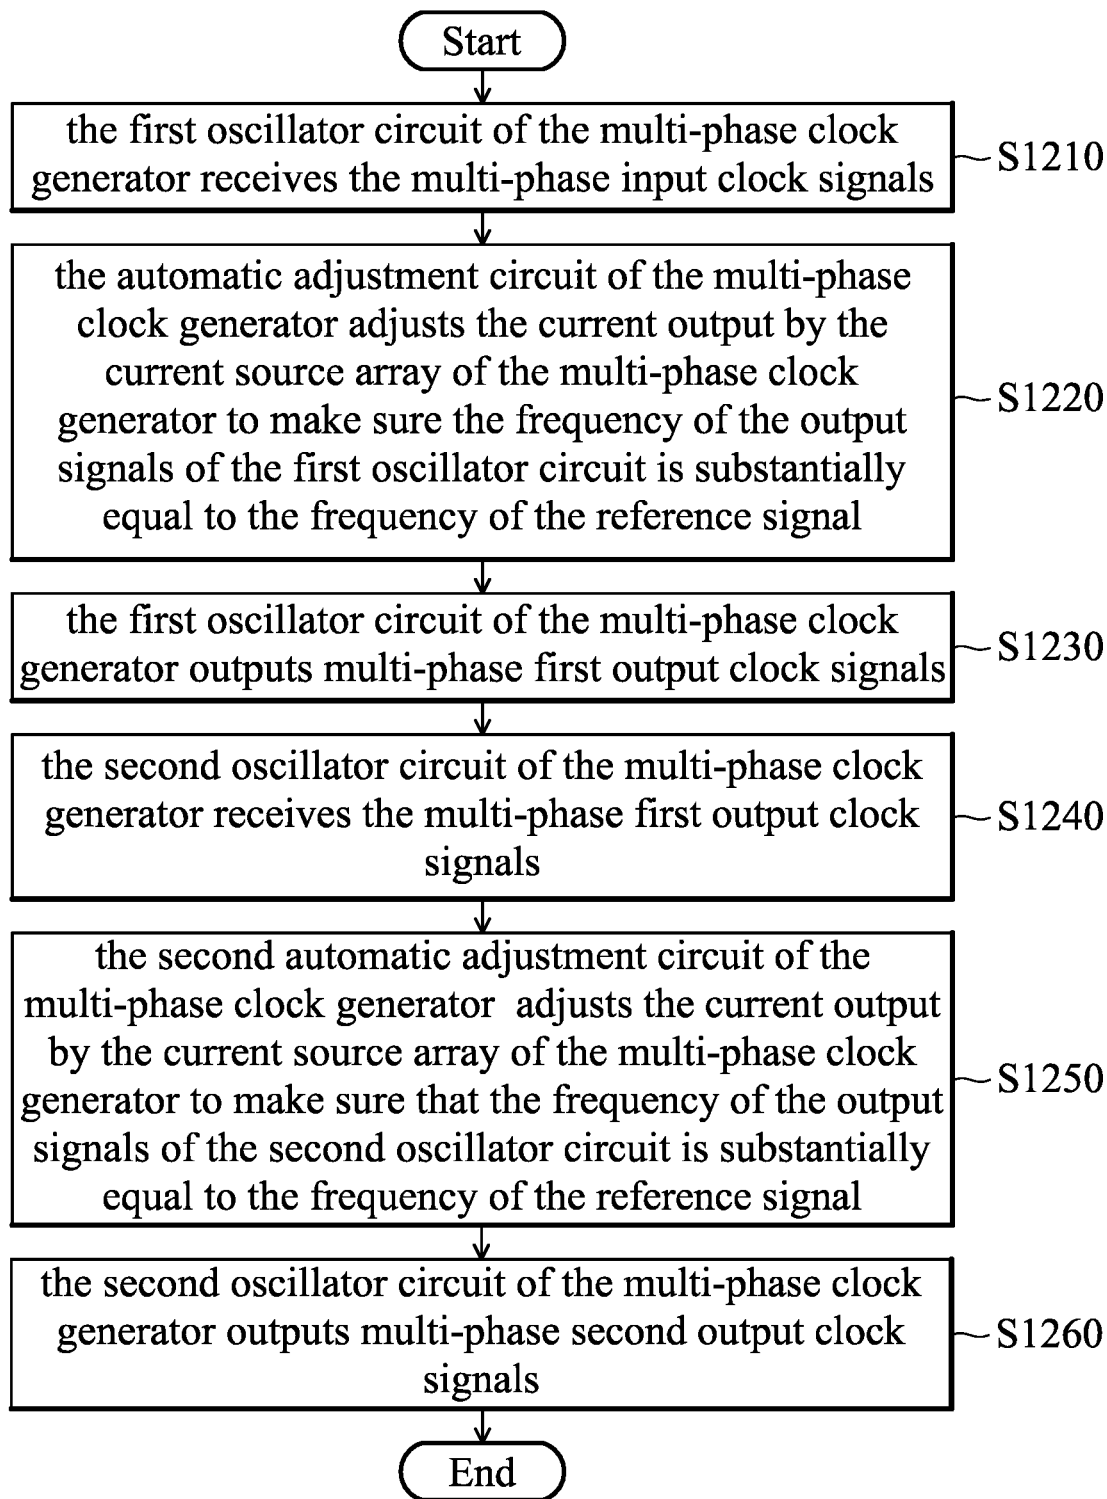 Start
the first oscillator circuit of the multi-phase clock
generator receives the multi-phase input clock signals
S1210
the automatic adjustment circuit of the multi-phase
clock generator adjusts the current output by the
current source array of the multi-phase clock
generator to make sure the frequency of the output
signals of the first oscillator circuit is substantially
equal to the frequency of the reference signal
S1220
the first oscillator circuit of the multi-phase clock
generator outputs multi-phase first output clock signals
S1230
the second oscillator circuit of the multi-phase clock
generator receives the multi-phase first output clock
signals
S1240
the second automatic adjustment circuit of the
multi-phase clock generator adjusts the current output
by the current source array of the multi-phase clock
generator to make sure that the frequency of the output
signals of the second oscillator circuit is substantially
equal to the frequency of the reference signal
S1250
the second oscillator circuit of the multi-phase clock
generator outputs multi-phase second output clock
signals
S1260
End